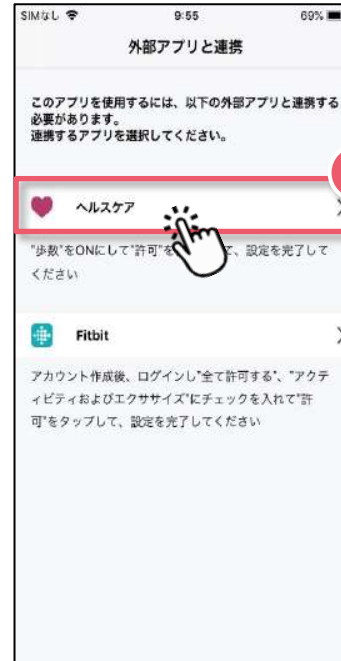 SIMなし 9:55 69%
外部アプリと連携
このアプリを使用するには、以下の外部アプリと連携する
必要があります。
連携するアプリを選択してください。
ヘルスケア
"歩数"をONにして"許可"を て、設定を完了して
ください
Fitbit
アカウント作成後、ログインし"全て許可する"、"アクテ
ィビティおよびエクササイズ"にチェックを入れて"許
可"をタップして、設定を完了してください